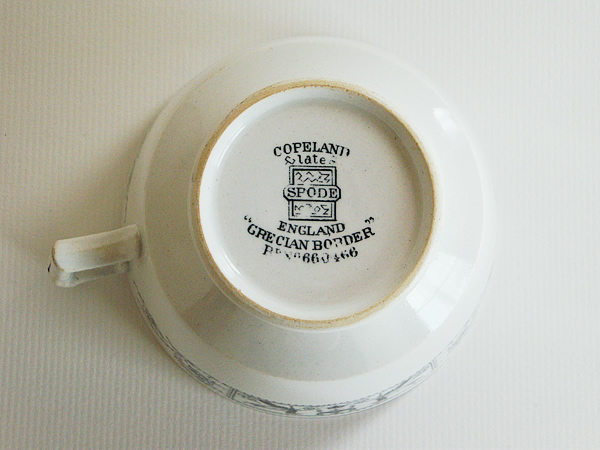 COPELAND
Late
SPODE
ENGLAND
"GRECIAN BORDER"